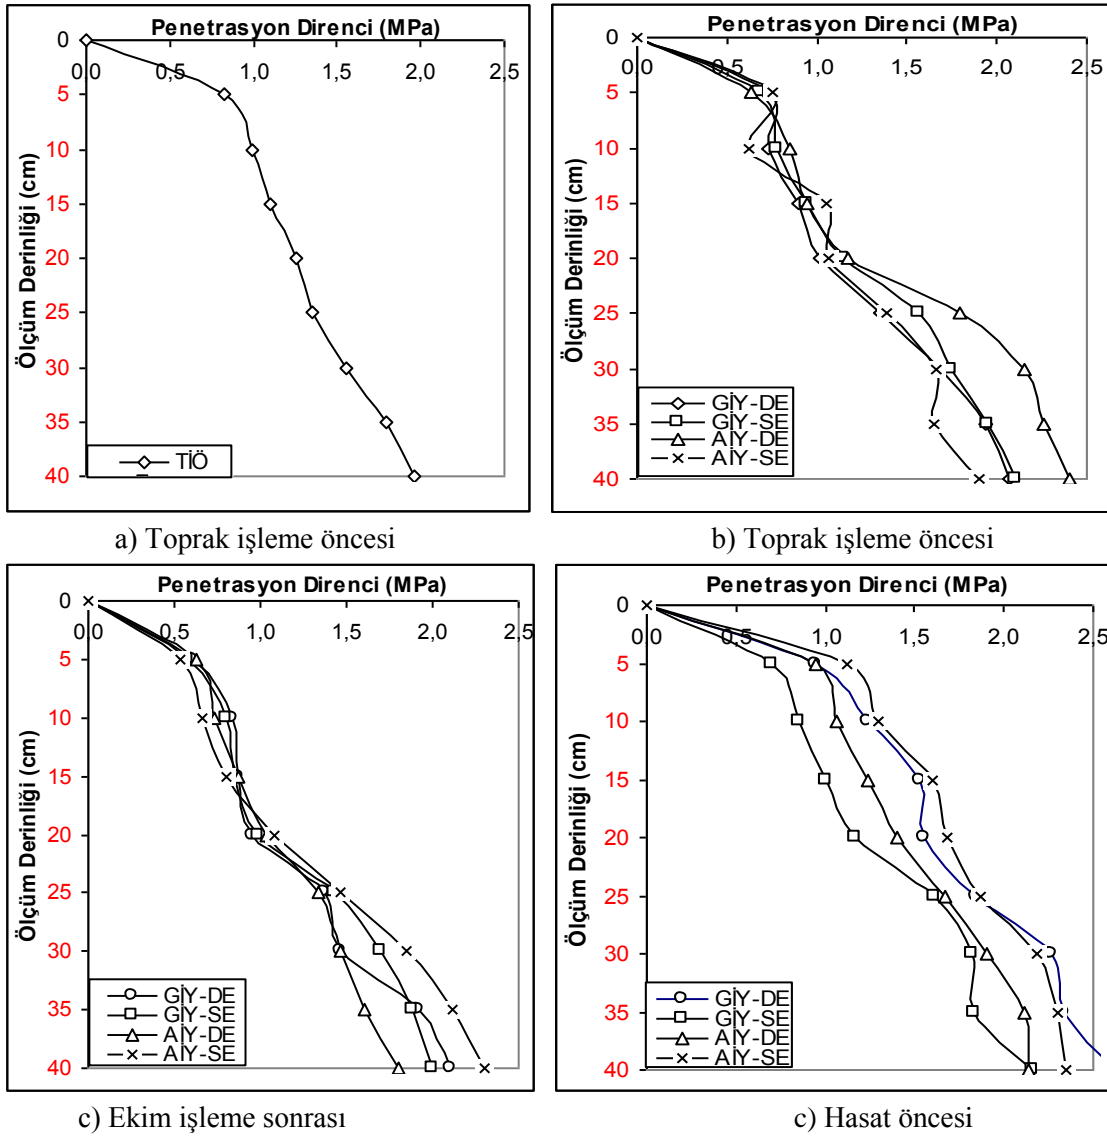 Penetrasyon Direnci (MPa)
0,0 0,5 1,0 1,5 2,0 2,5
Ölçüm Derinliği (cm)
0
5
10
15
20
25
30
35
40
TİÖ
a) Toprak işleme öncesi
Penetrasyon Direnci (MPa)
0,0 0,5 1,0 1,5 2,0 2,5
Ölçüm Derinliği (cm)
0
5
10
15
20
25
30
35
40
GİY-DE
GİY-SE
AİY-DE
AİY-SE
b) Toprak işleme öncesi
Penetrasyon Direnci (MPa)
0,0 0,5 1,0 1,5 2,0 2,5
Ölçüm Derinliği (cm)
0
5
10
15
20
25
30
35
40
GİY-DE
GİY-SE
AİY-DE
AİY-SE
c) Ekim işleme sonrası
Penetrasyon Direnci (MPa)
0,0 0,5 1,0 1,5 2,0 2,5
Ölçüm Derinliği (cm)
0
5
10
15
20
25
30
35
40
GİY-DE
GİY-SE
AİY-DE
AİY-SE
c) Hasat öncesi